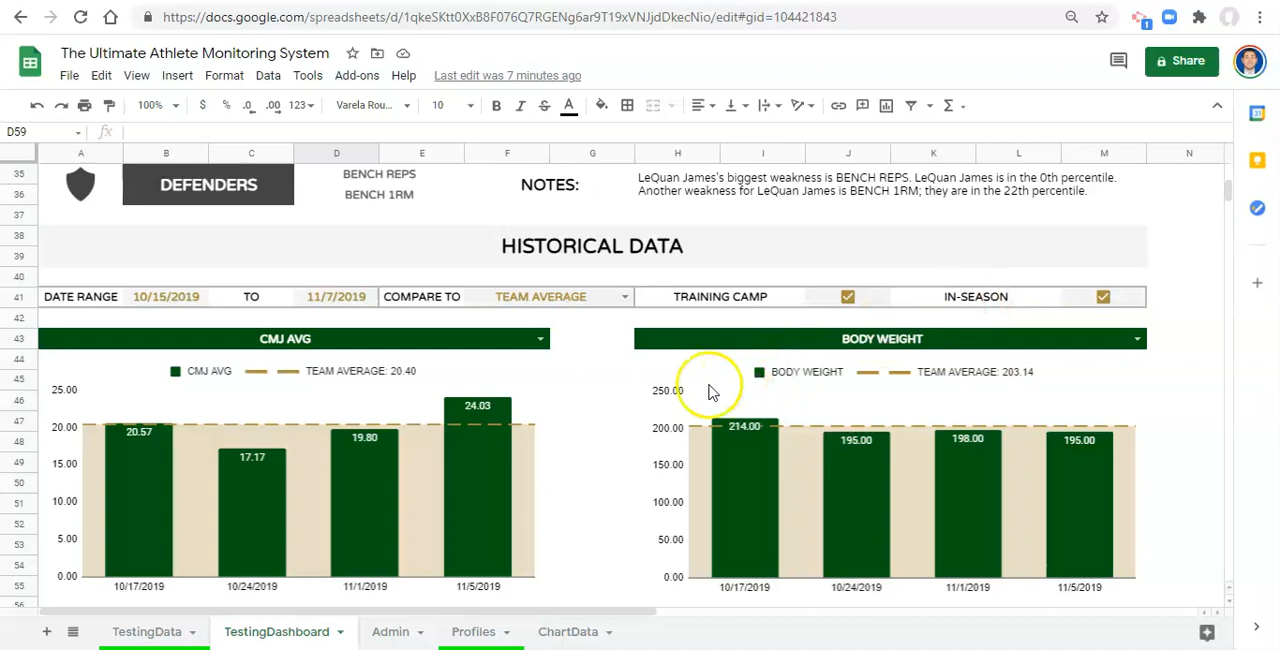 https://docs.google.com/spreadsheets/d/1qkeSKtt0XxB8F076Q7RGENg6ar9T19xVNJjdDkecNio/edit#gid=104421843
1
The Ultimate Athlete Monitoring System
File Edit View Insert Format Data Tools Add-ons Help Last edit was 7 minutes ago
Share
100% $ % .0 .00 123 Varela Rou... 10 B I S A
D59 fx
A B C D E F G H I J K L M N
35 BENCH REPS LeQuan James's biggest weakness is BENCH REPS. LeQuan James is in the 0th percentile.
DEFENDERS NOTES:
36 BENCH 1RM Another weakness for LeQuan James is BENCH 1RM; they are in the 22th percentile.
37
38
HISTORICAL DATA
39
40
41 DATE RANGE 10/15/2019 TO 11/7/2019 COMPARE TO TEAM AVERAGE TRAINING CAMP IN-SEASON
42
43 CMJ AVG BODY WEIGHT
44
45 CMJ AVG TEAM AVERAGE: 20.40 BODY WEIGHT TEAM AVERAGE: 203.14
25.00 250.00
46 24.03
47 20.00 20.57 200.00 214.00
48 19.80 195.00 198.00 195.00
49 15.00 17.17 150.00
50
51 10.00 100.00
52
53 5.00 50.00
54
0.00 0.00
55 10/17/2019 10/24/2019 11/1/2019 11/5/2019 10/17/2019 10/24/2019 11/1/2019 11/5/2019
56
TestingData TestingDashboard Admin Profiles ChartData